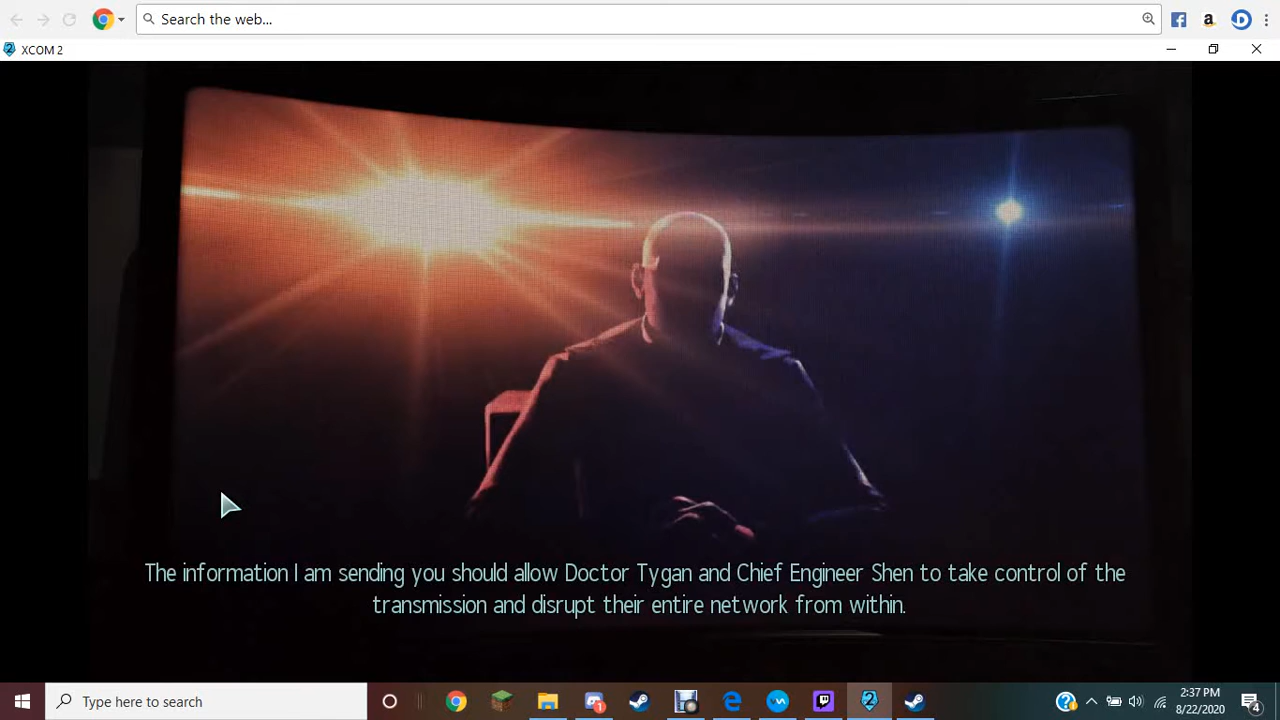 Search the web...
XCOM 2
The information I am sending you should allow Doctor Tygan and Chief Engineer Shen to take control of the
transmission and disrupt their entire network from within.
Type here to search
2:37 PM
8/22/2020